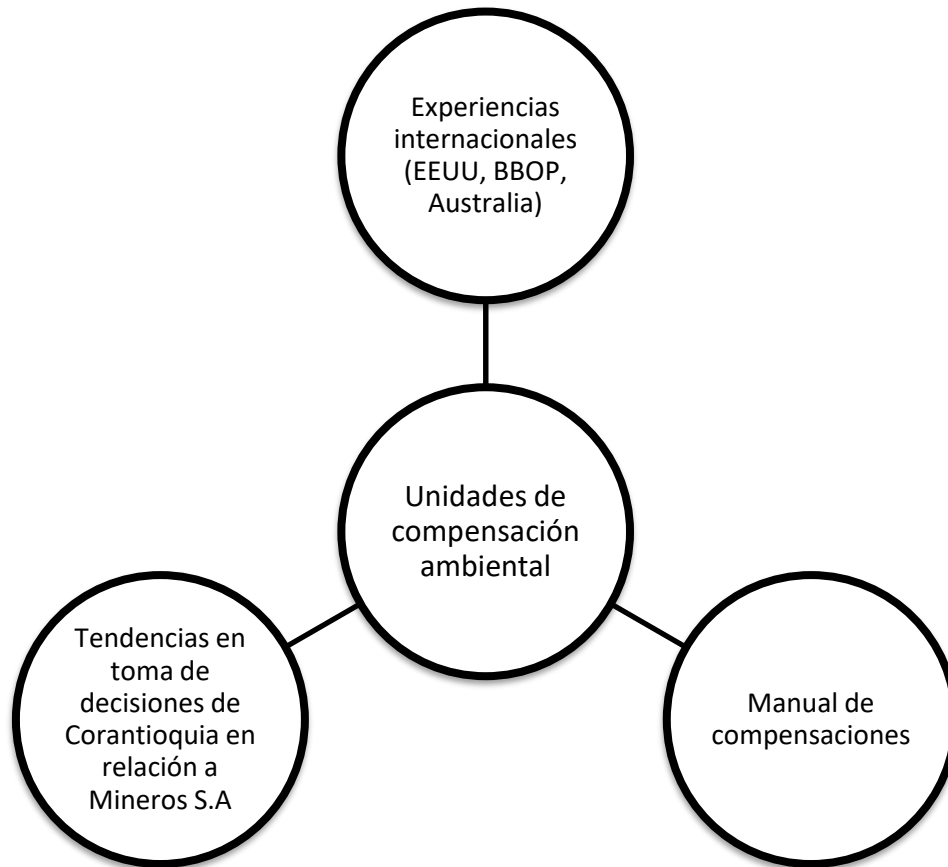 Experiencias
internacionales
(EEUU, BBOP,
Australia)
Unidades de
compensación
ambiental
Tendencias en
toma de
decisiones de
Corantioquia en
relación a
Mineros S.A
Manual de
compensaciones